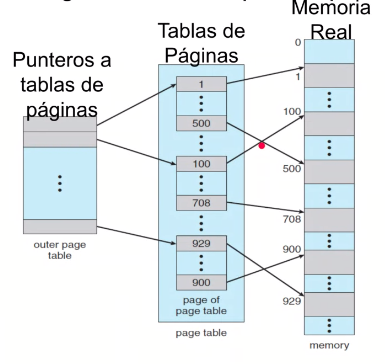 Punteros a
tablas de
páginas
outer page
table
Tablas de
Páginas
1
500
100
708
929
900
page of
page table
page table
Memoria
Real
0
1
100
500
708
900
929
memory